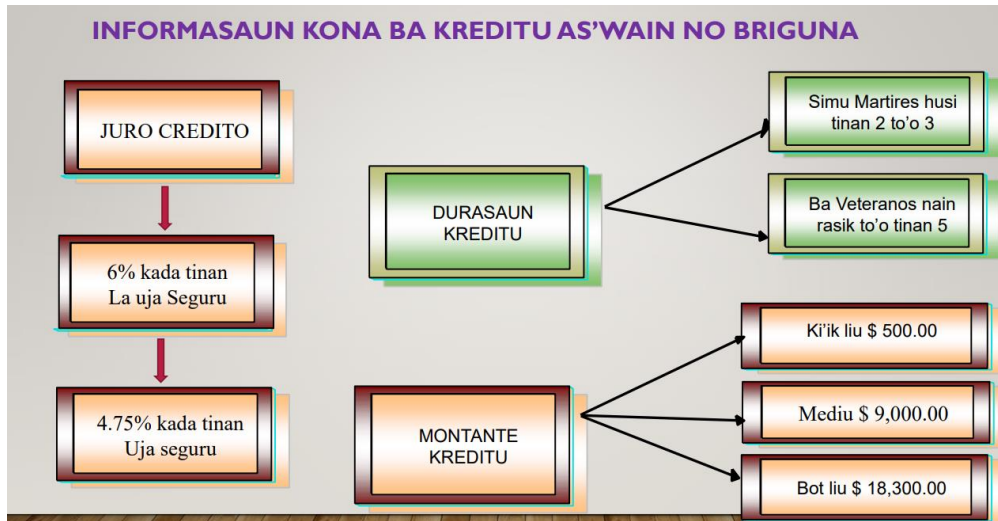 INFORMASAUN KONA BA KREDITU AS'WAIN NO BRIGUNA
JURO CREDITO
6% kada tinan
La uja Seguru
4.75% kada tinan
Uja seguru
DURASAUN
KREDITU
Simu Martires husi
tinan 2 to'o 3
Ba Veteranos nain
rasik to'o tinan 5
MONTANTE
KREDITU
Ki'ik liu $ 500.00
Mediu $ 9,000.00
Bot liu $ 18,300.00